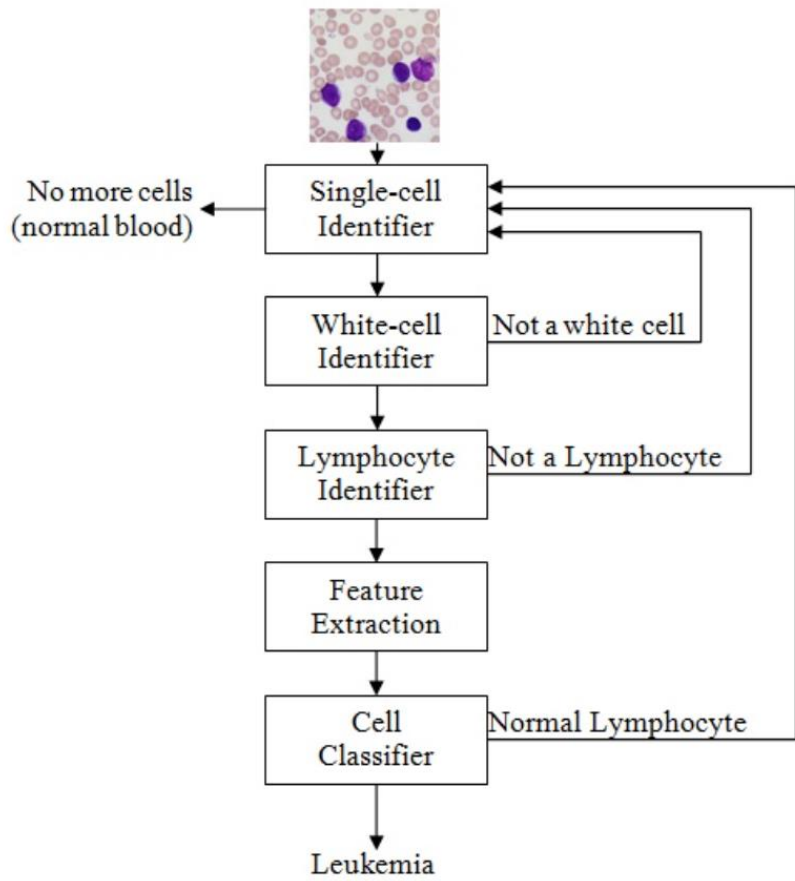 No more cells
(normal blood)
Single-cell
Identifier
White-cell
Identifier
Not a white cell
Lymphocyte
Identifier
Not a Lymphocyte
Feature
Extraction
Cell
Classifier
Normal Lymphocyte
Leukemia